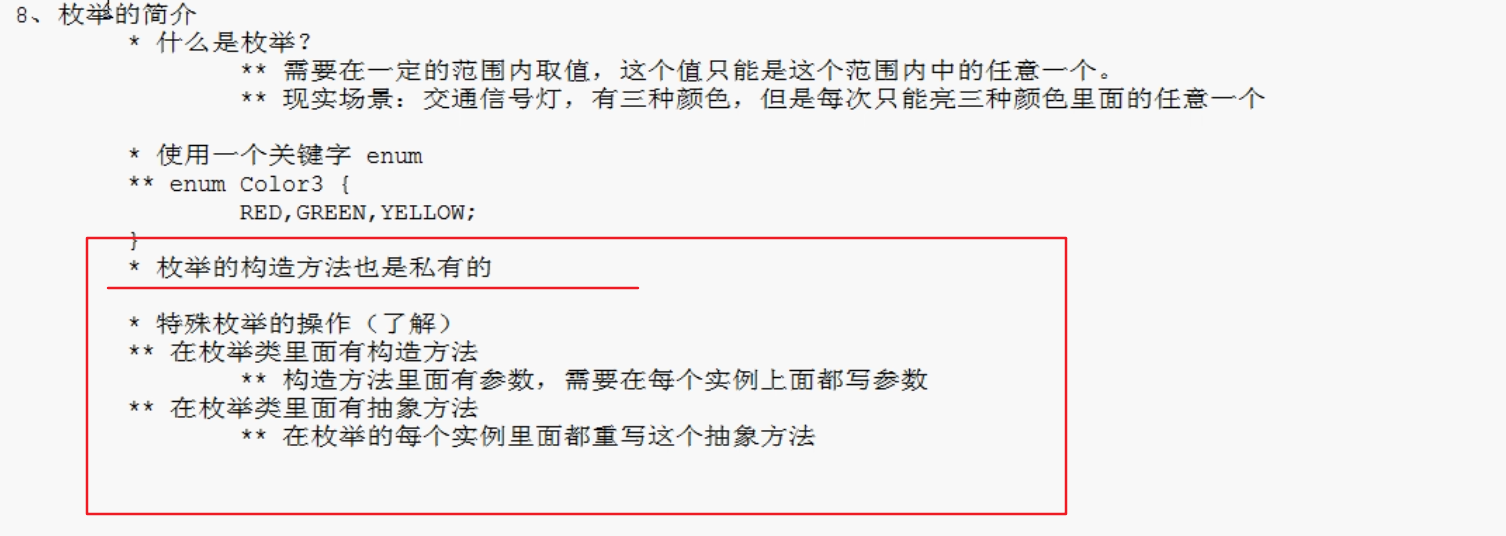 8、枚举的简介
* 什么是枚举?
** 需要在一定的范围内取值，这个值只能是这个范围内中的任意一个。
** 现实场景：交通信号灯，有三种颜色，但是每次只能亮三种颜色里面的任意一个
* 使用一个关键字 enum
** enum Color3 {
RED,GREEN,YELLOW;
}
* 枚举的构造方法也是私有的
* 特殊枚举的操作（了解）
** 在枚举类里面有构造方法
** 构造方法里面有参数，需要在每个实例上面都写参数
** 在枚举类里面有抽象方法
** 在枚举的每个实例里面都重写这个抽象方法